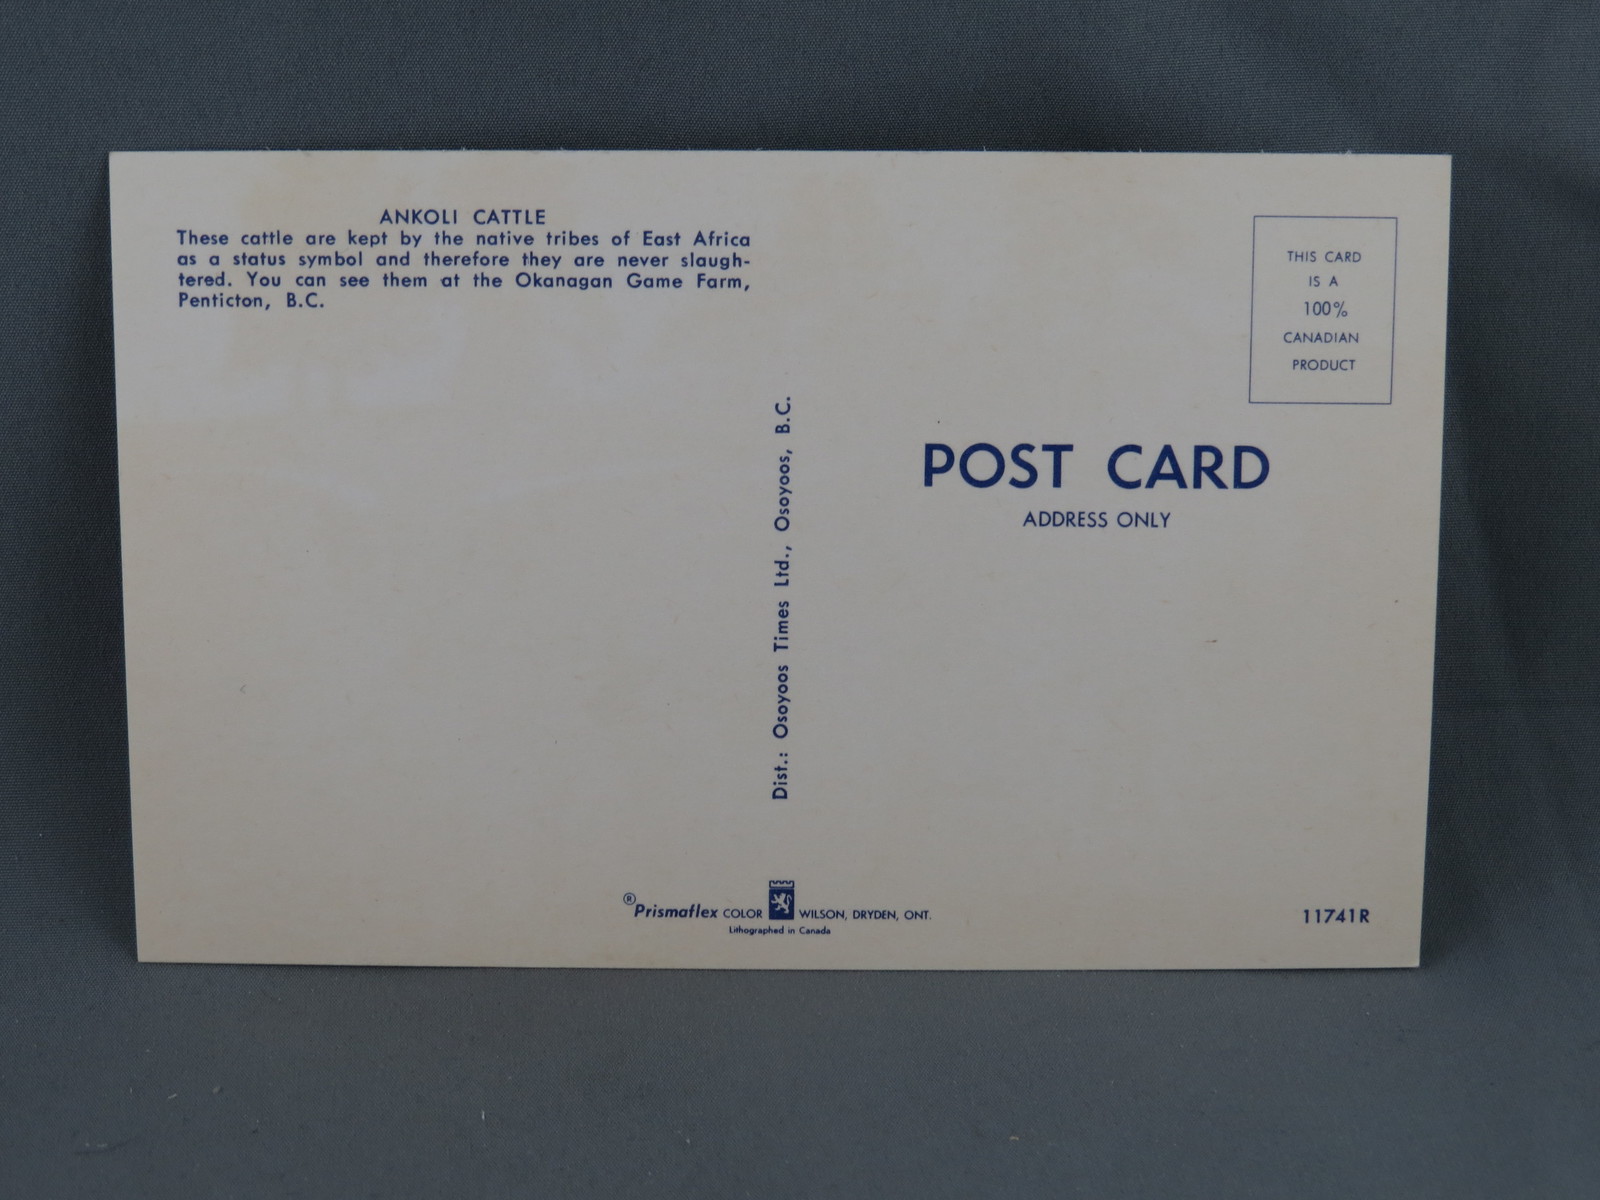 ANKOLI CATTLE
These cattle are kept by the native tribes of East Africa
as a status symbol and therefore they are never slaugh-
tered. You can see them at the Okanagan Game Farm,
Penticton, B.C.
Dist.: Osoyoos Times Ltd., Osoyoos, B.C.
THIS CARD
IS A
100%
CANADIAN
PRODUCT
POST CARD
ADDRESS ONLY
®Prismaflex COLOR WILSON, DRYDEN, ONT.
Lithographed in Canada
11741R